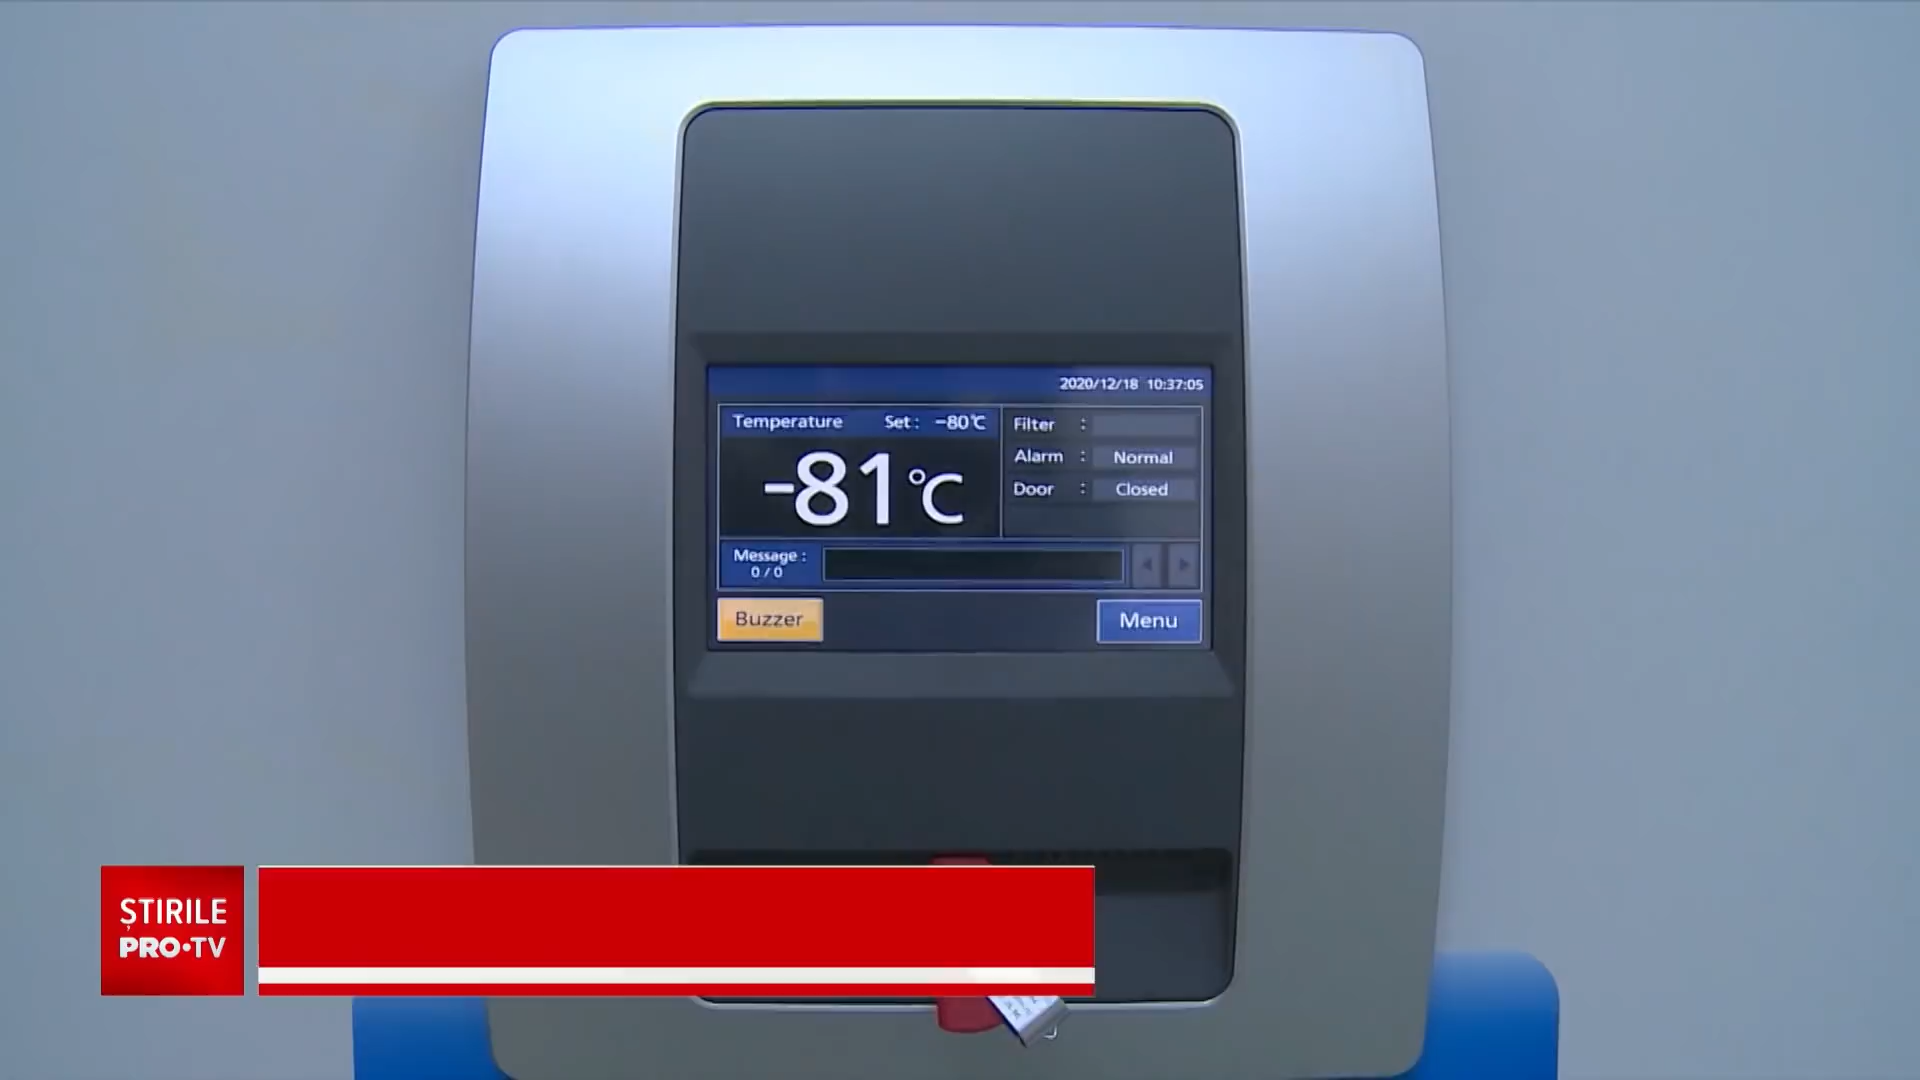 2020/12/18 10:37:05
Temperature Set : -80℃
-81℃
Filter :
Alarm : Normal
Door : Closed
Message :
0 / 0
Buzzer
Menu
ȘTIRILE
PRO•TV